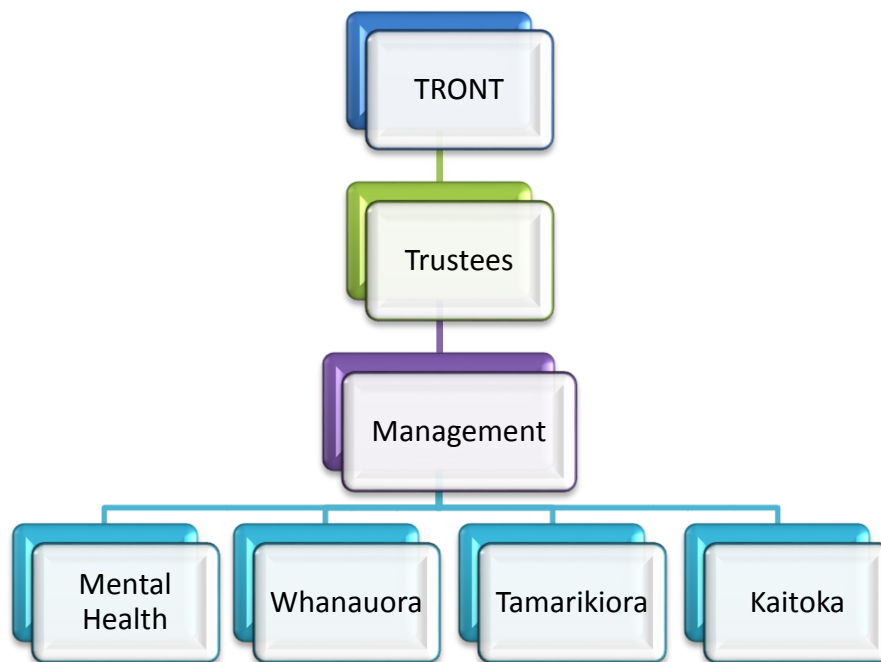 TRONT
Trustees
Management
Mental
Health
Whanauora
Tamarikiora
Kaitoka